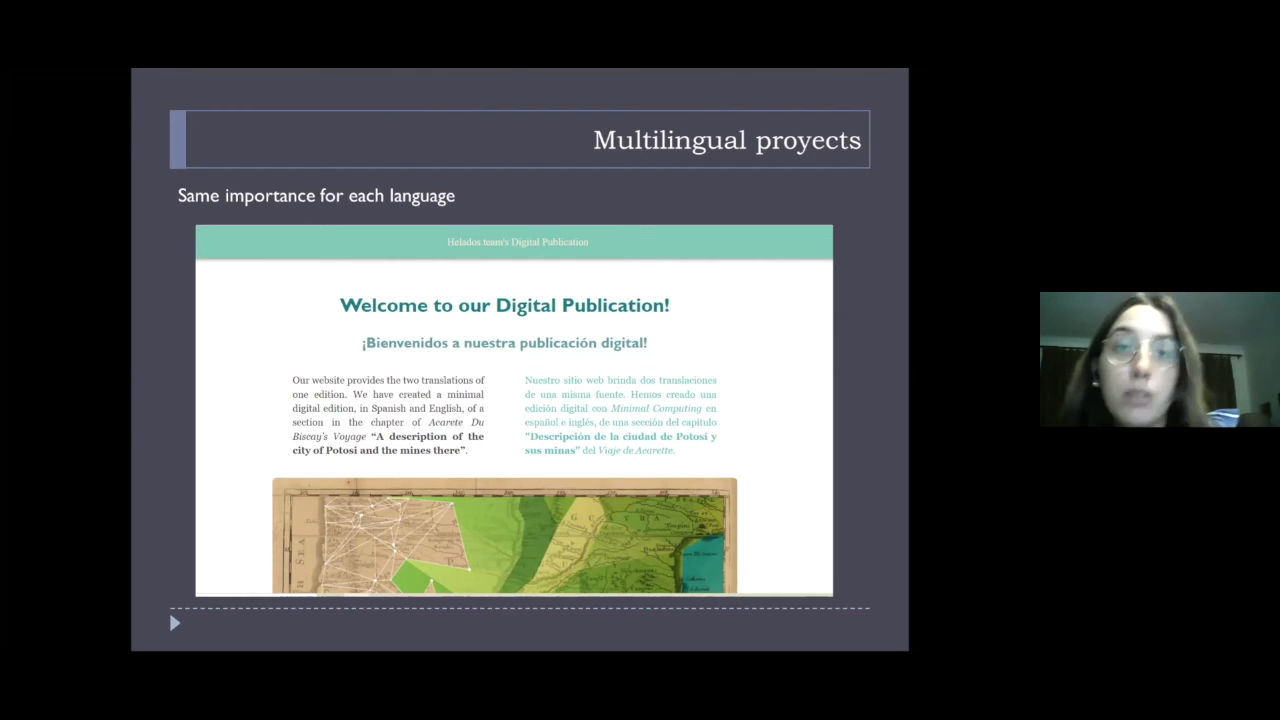 Multilingual proyects
Same importance for each language
Helados team's Digital Publication
Welcome to our Digital Publication!
¡Bienvenidos a nuestra publicación digital!
Our website provides the two translations of
one edition. We have created a minimal
digital edition, in Spanish and English, of a
section in the chapter of Acarete Du
Biscay's Voyage “A description of the
city of Potosi and the mines there”.
Nuestro sitio web brinda dos translaciones
de una misma fuente. Hemos creado una
edición digital con Minimal Computing en
español e inglés, de una sección del capítulo
"Descripción de la ciudad de Potosí y
sus minas" del Viaje de Acarette.